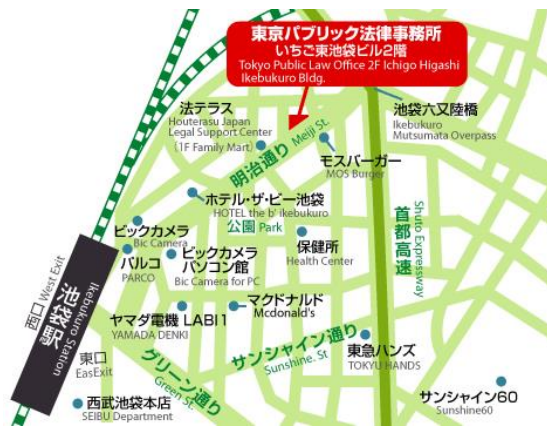 東京パブリック法律事務所
いちご東池袋ビル2階
Tokyo Public Law Office 2F Ichigo Higashi
Ikebukuro Bldg.
法テラス
Houterasu Japan
Legal Support Center
(1F Family Mart)
池袋六又陸橋
Ikebukuro
Mutsumata Overpass
明治通り Meiji St.
モスバーガー
MOS Burger
ホテル・ザ・ビー池袋
HOTEL the b' ikebukuro
公園 Park
ビックカメラ
Bic Camera
保健所
Health Center
首都高速
Shuto Expressway
パルコ
PARCO
ビックカメラ
パソコン館
Bic Camera for PC
西口 West Exit
池袋駅
Ikebukuro Station
ヤマダ電機 LABI1
YAMADA DENKI
マクドナルド
Mcdonald's
サンシャイン通り
Sunshine. St
東急ハンズ
TOKYU HANDS
東口
EasExit
グリーン通り
Green St.
サンシャイン60
Sunshine60
西武池袋本店
SEIBU Department